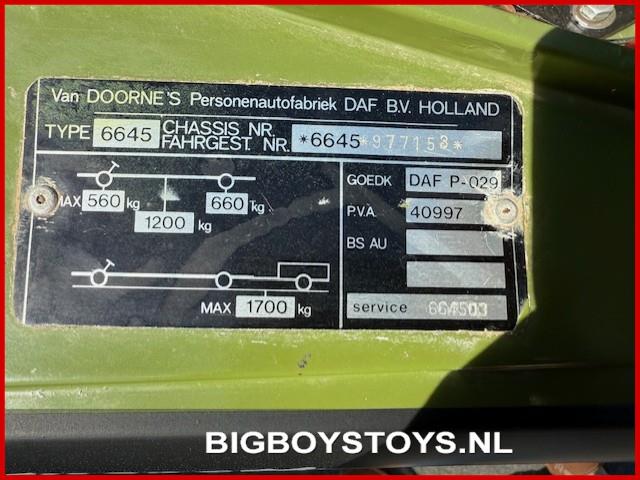 Van DOORNE'S Personenautofabriek DAF B.V. HOLLAND
TYPE 6645 CHASSIS NR.
FAHRGEST. NR. *6645*977153*
GOEDK DAF P-029
MAX 560 kg 660 kg
1200 kg
P.V.A. 40997
BS AU
MAX 1700 kg
service 664503
BIGBOYSTOYS.NL